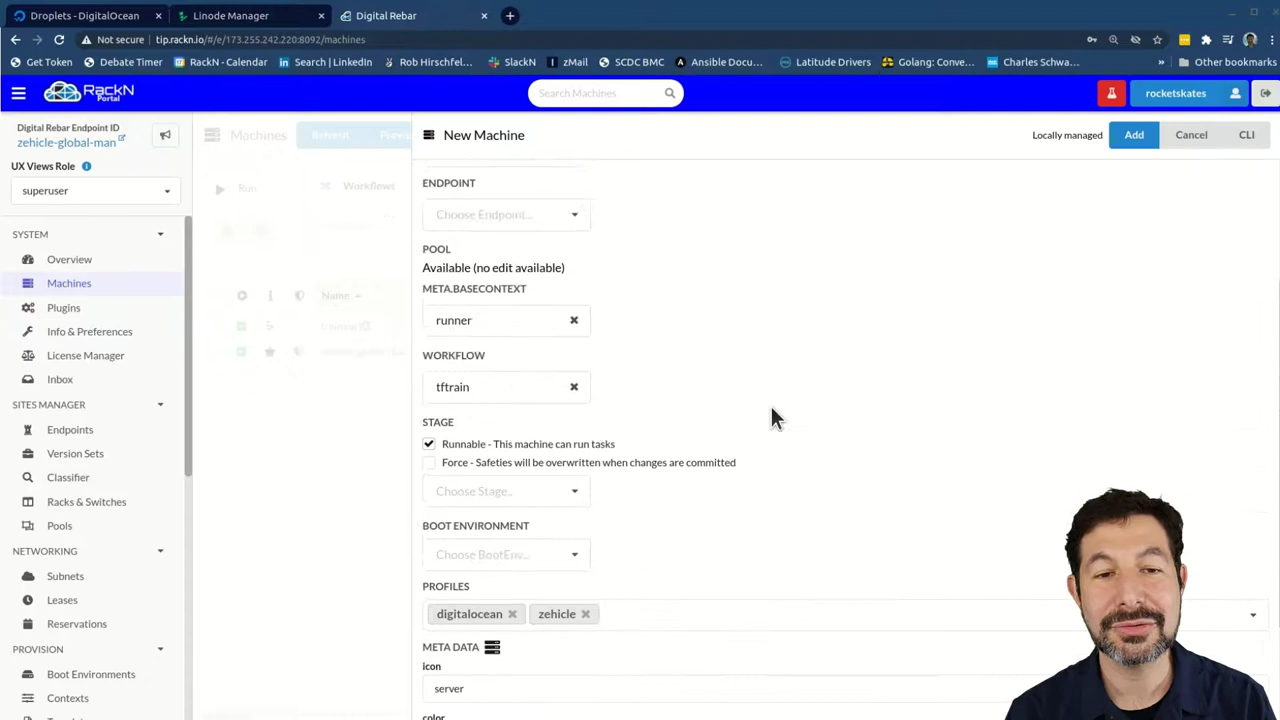 Droplets - DigitalOcean
Linode Manager
Digital Rebar
Not secure
tip.rackn.io/#/e/173.255.242.220:8092/machines
Get Token
Debate Timer
RackN - Calendar
Search | LinkedIn
Rob Hirschfel...
SlackN
zMail
SCDC BMC
Ansible Docu...
Latitude Drivers
Golang: Conve...
Charles Schwa...
»
Other bookmarks
RackN
Portal
Search Machines
rocketskates
Digital Rebar Endpoint ID
zehicle-global-man
UX Views Role
superuser
SYSTEM
Overview
Machines
Plugins
Info & Preferences
License Manager
Inbox
SITES MANAGER
Endpoints
Version Sets
Classifier
Racks & Switches
Pools
NETWORKING
Subnets
Leases
Reservations
PROVISION
Boot Environments
Contexts
Machines
Refresh
Run
Workflows
Name
New Machine
Locally managed
Add
Cancel
CLI
ENDPOINT
Choose Endpoint...
POOL
Available (no edit available)
META.BASECONTEXT
runner
WORKFLOW
tftrain
STAGE
Runnable - This machine can run tasks
Force - Safeties will be overwritten when changes are committed
Choose Stage..
BOOT ENVIRONMENT
Choose BootEnv...
PROFILES
digitalocean
zehicle
META DATA
icon
server
color